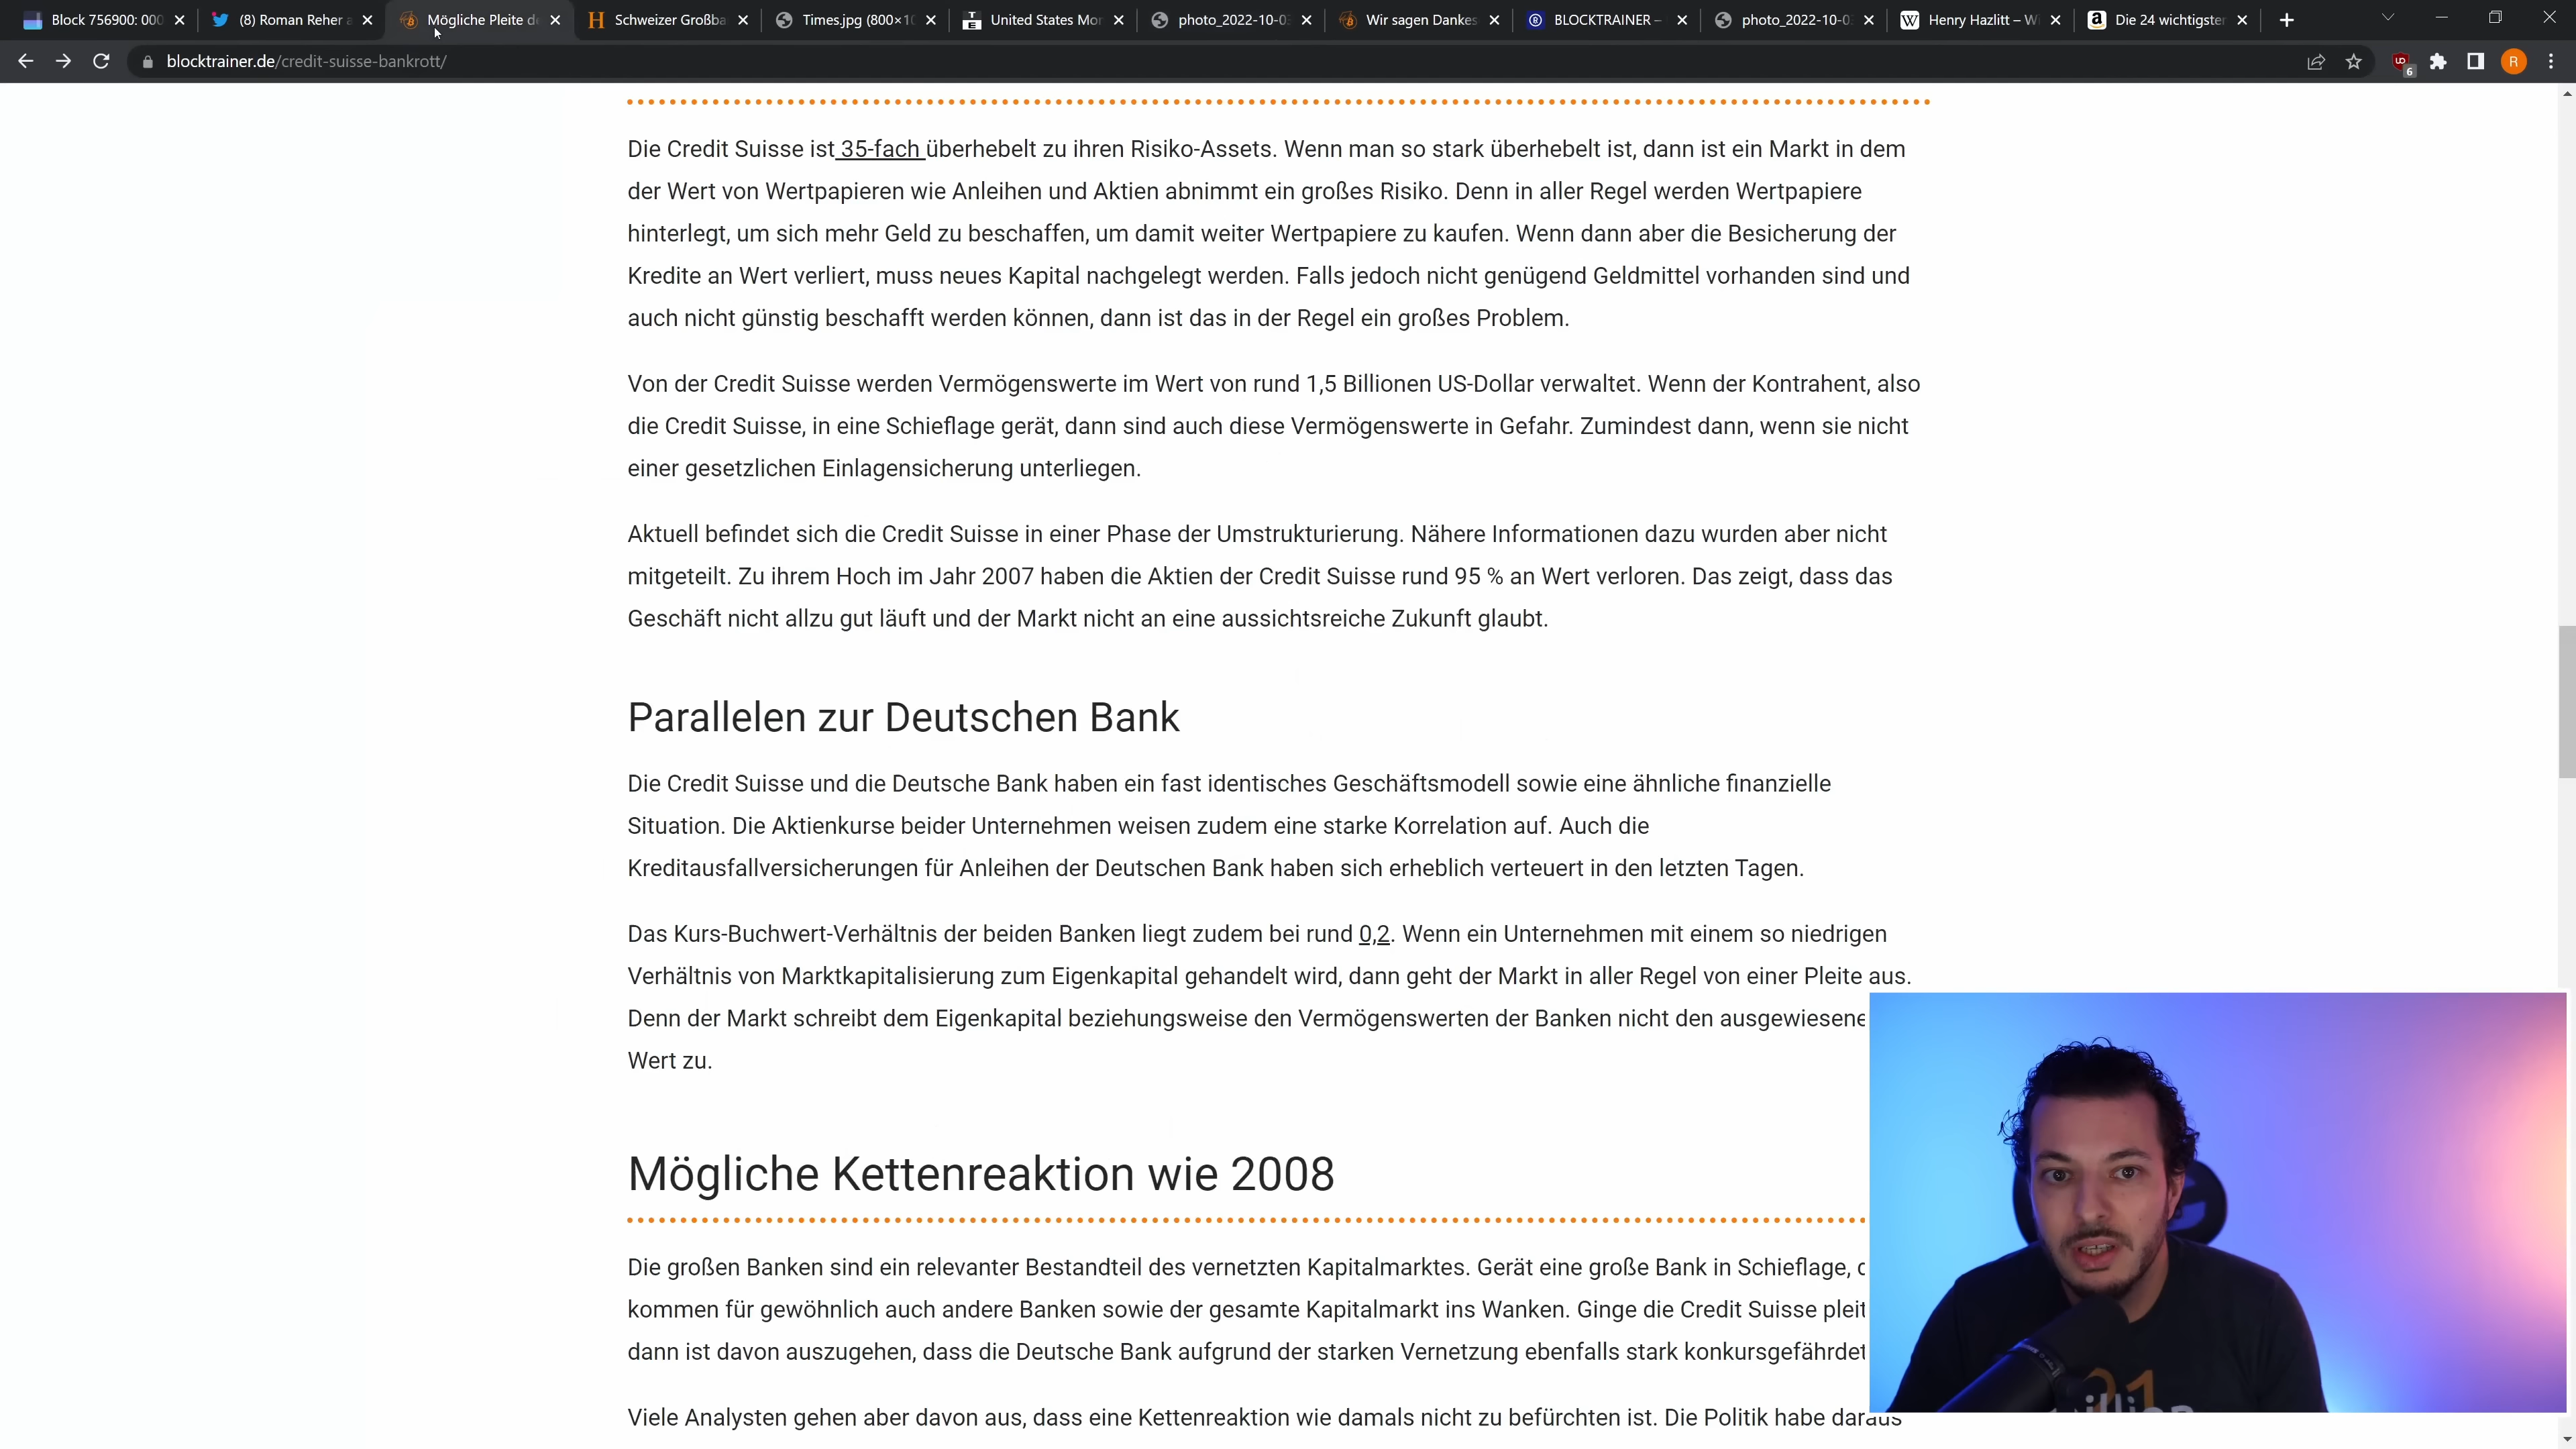 Block 756900: 000
(8) Roman Reher a
Mögliche Pleite de
Schweizer Großba
Times.jpg (800×10
United States Mor
photo_2022-10-03
Wir sagen Dankes
BLOCKTRAINER –
photo_2022-10-03
Henry Hazlitt – Wi
Die 24 wichtigster
blocktrainer.de/credit-suisse-bankrott/
6
R
Die Credit Suisse ist 35-fach überhebelt zu ihren Risiko-Assets. Wenn man so stark überhebelt ist, dann ist ein Markt in dem
der Wert von Wertpapieren wie Anleihen und Aktien abnimmt ein großes Risiko. Denn in aller Regel werden Wertpapiere
hinterlegt, um sich mehr Geld zu beschaffen, um damit weiter Wertpapiere zu kaufen. Wenn dann aber die Besicherung der
Kredite an Wert verliert, muss neues Kapital nachgelegt werden. Falls jedoch nicht genügend Geldmittel vorhanden sind und
auch nicht günstig beschafft werden können, dann ist das in der Regel ein großes Problem.
Von der Credit Suisse werden Vermögenswerte im Wert von rund 1,5 Billionen US-Dollar verwaltet. Wenn der Kontrahent, also
die Credit Suisse, in eine Schieflage gerät, dann sind auch diese Vermögenswerte in Gefahr. Zumindest dann, wenn sie nicht
einer gesetzlichen Einlagensicherung unterliegen.
Aktuell befindet sich die Credit Suisse in einer Phase der Umstrukturierung. Nähere Informationen dazu wurden aber nicht
mitgeteilt. Zu ihrem Hoch im Jahr 2007 haben die Aktien der Credit Suisse rund 95 % an Wert verloren. Das zeigt, dass das
Geschäft nicht allzu gut läuft und der Markt nicht an eine aussichtsreiche Zukunft glaubt.
Parallelen zur Deutschen Bank
Die Credit Suisse und die Deutsche Bank haben ein fast identisches Geschäftsmodell sowie eine ähnliche finanzielle
Situation. Die Aktienkurse beider Unternehmen weisen zudem eine starke Korrelation auf. Auch die
Kreditausfallversicherungen für Anleihen der Deutschen Bank haben sich erheblich verteuert in den letzten Tagen.
Das Kurs-Buchwert-Verhältnis der beiden Banken liegt zudem bei rund 0,2. Wenn ein Unternehmen mit einem so niedrigen
Verhältnis von Marktkapitalisierung zum Eigenkapital gehandelt wird, dann geht der Markt in aller Regel von einer Pleite aus.
Denn der Markt schreibt dem Eigenkapital beziehungsweise den Vermögenswerten der Banken nicht den ausgewiesene
Wert zu.
Mögliche Kettenreaktion wie 2008
Die großen Banken sind ein relevanter Bestandteil des vernetzten Kapitalmarktes. Gerät eine große Bank in Schieflage,
kommen für gewöhnlich auch andere Banken sowie der gesamte Kapitalmarkt ins Wanken. Ginge die Credit Suisse pleit
dann ist davon auszugehen, dass die Deutsche Bank aufgrund der starken Vernetzung ebenfalls stark konkursgefährdet
Viele Analysten gehen aber davon aus, dass eine Kettenreaktion wie damals nicht zu befürchten ist. Die Politik habe daraus
21